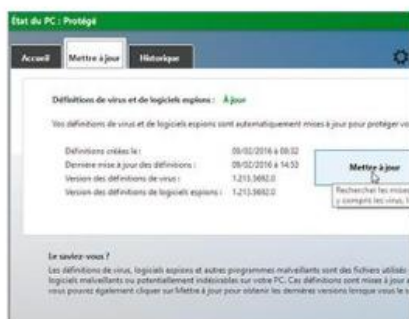 État du PC : Protégé
Accueil Mettre à jour Historique
Définitions de virus et de logiciels espions : À jour
Vos définitions de virus et de logiciels espions sont automatiquement mises à jour pour protéger vo
Définitions créées le : 09/02/2016 à 09:32
Dernière mise à jour des définitions : 09/02/2016 à 14:53
Version des définitions de virus : 1.213.5692.0
Version des définitions de logiciels espions : 1.213.5692.0
Mettre à jour
Rechercher les mises
y compris les virus, l
Le saviez-vous ?
Les définitions de virus, logiciels espions et autres programmes malveillants sont des fichiers utilisés
logiciels malveillants ou potentiellement indésirables sur votre PC. Ces définitions sont mises à jour a
vous pouvez également cliquer sur Mettre à jour pour obtenir les dernières versions lorsque vous le s